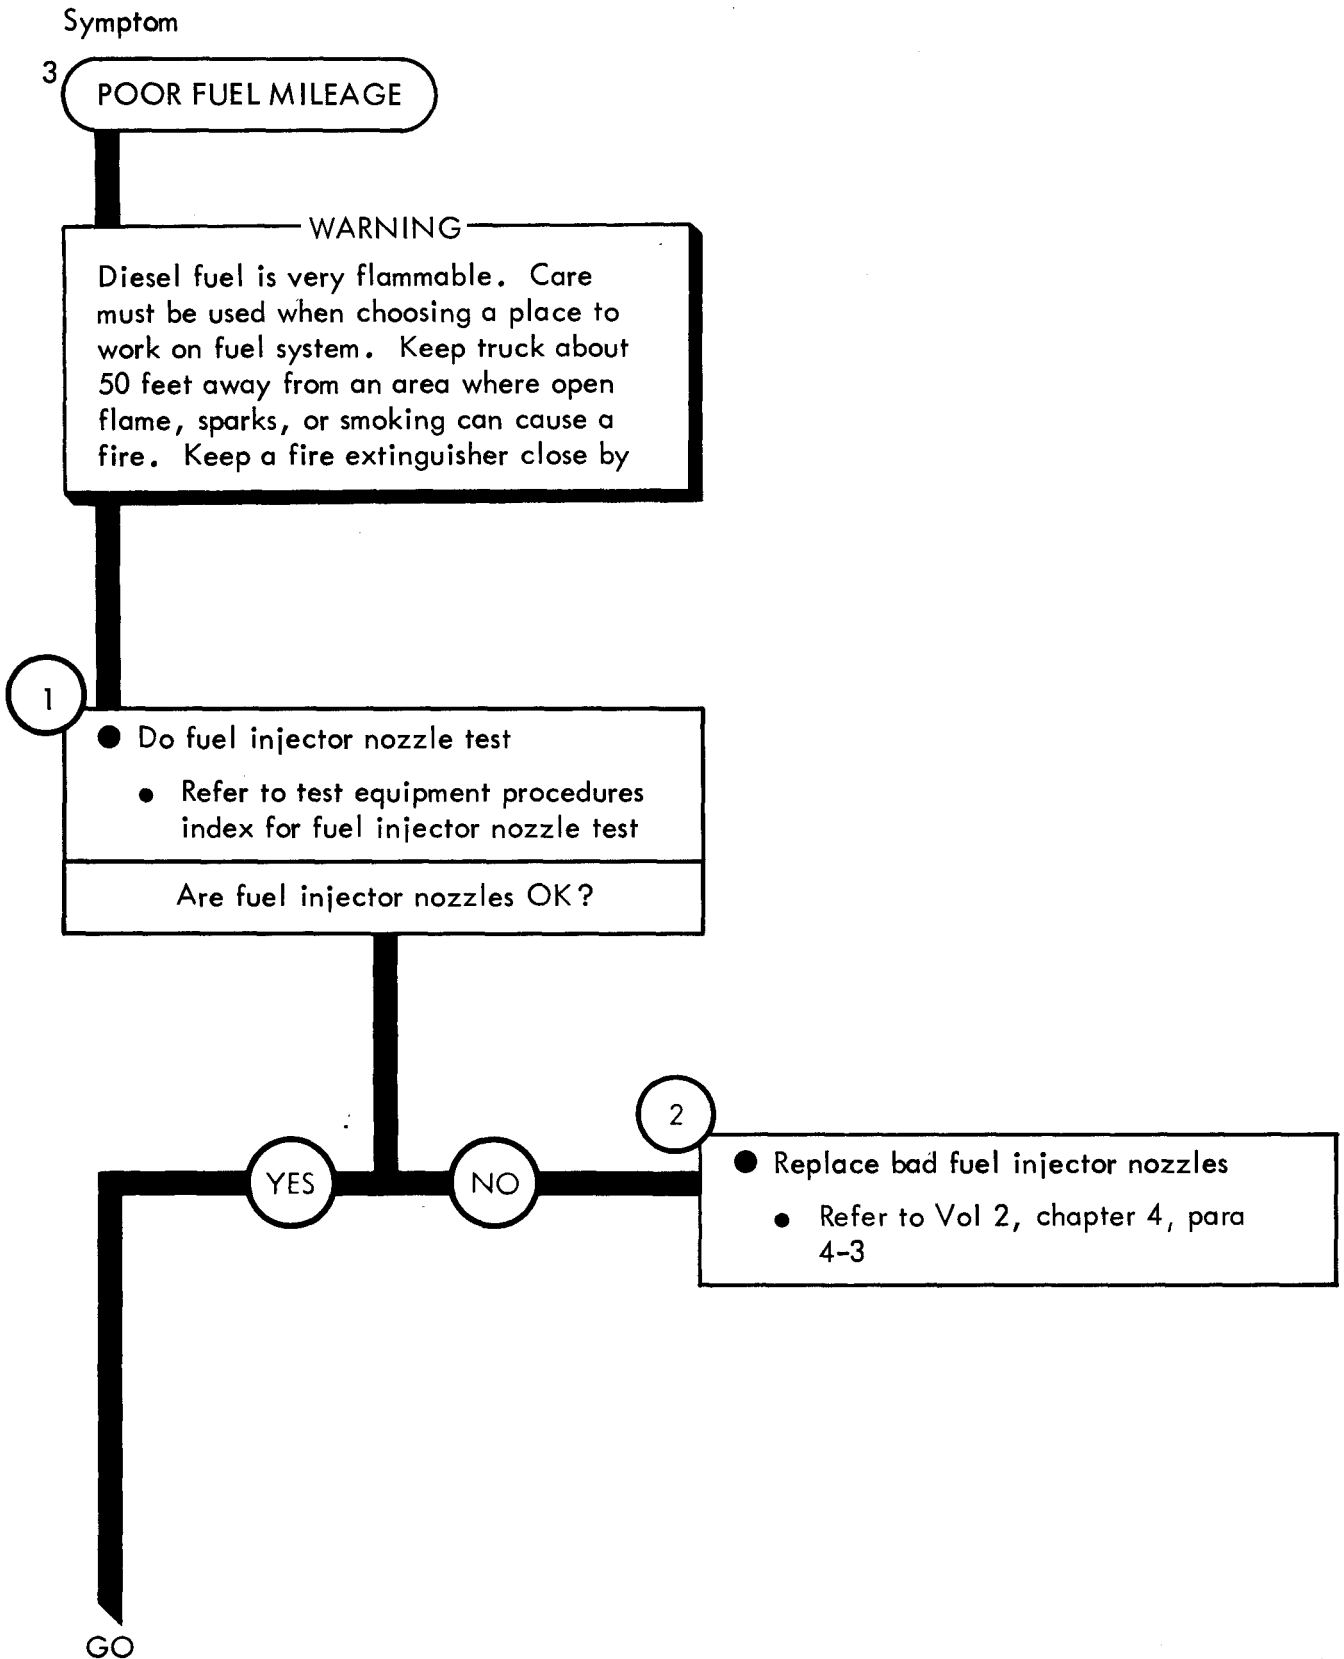 Symptom
3
POOR FUEL MILEAGE
WARNING
Diesel fuel is very flammable. Care
must be used when choosing a place to
work on fuel system. Keep truck about
50 feet away from an area where open
flame, sparks, or smoking can cause a
fire. Keep a fire extinguisher close by
1
● Do fuel injector nozzle test
● Refer to test equipment procedures
index for fuel injector nozzle test
Are fuel injector nozzles OK?
YES
NO
2
● Replace bad fuel injector nozzles
● Refer to Vol 2, chapter 4, para
4-3
GO